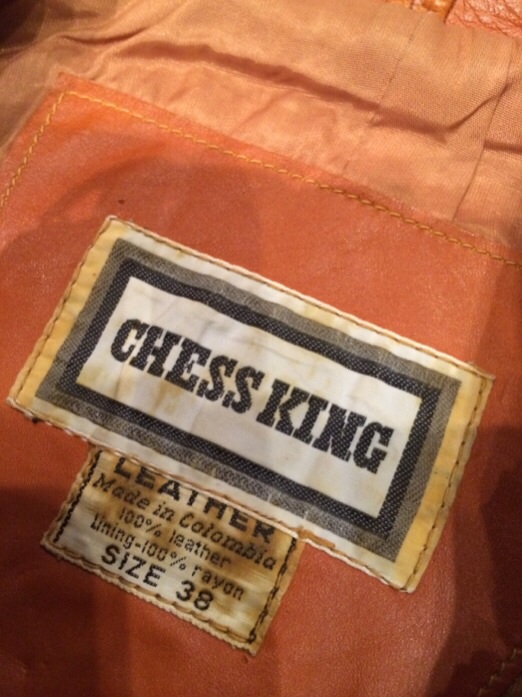 CHESS KING
LEATHER
Made in Colombia
100% leather
Lining-100% rayon
SIZE 38